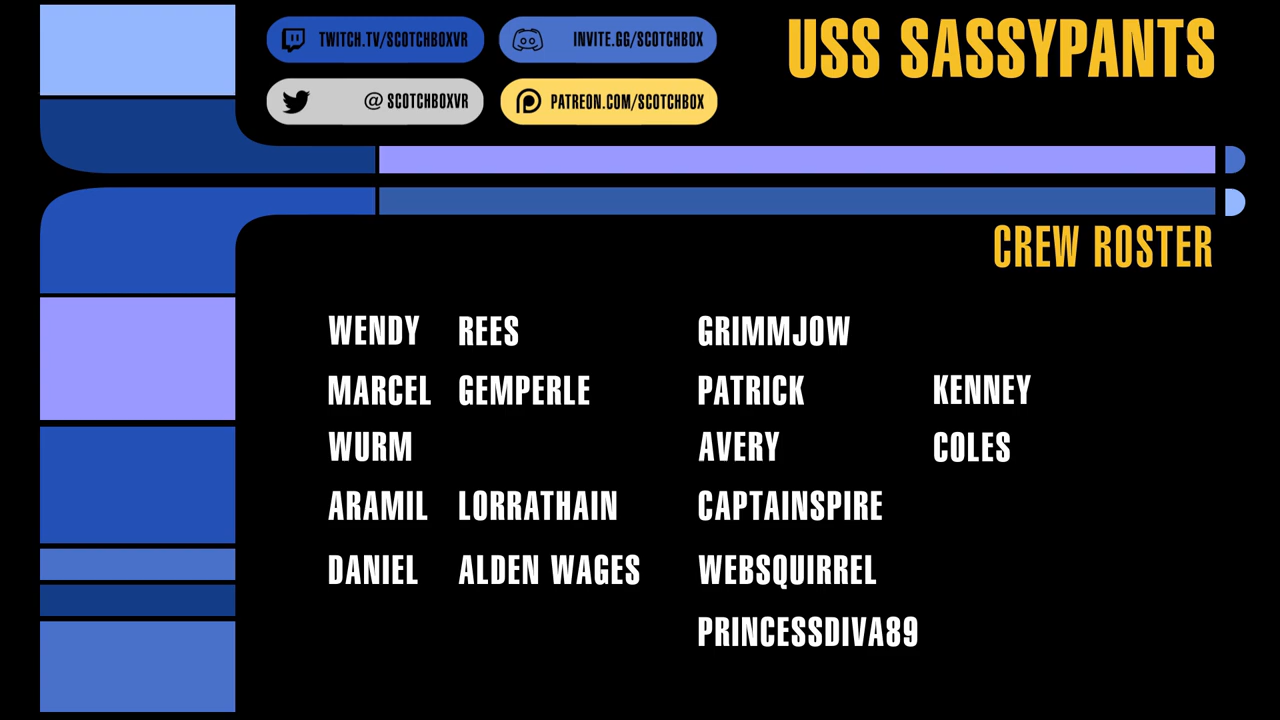 TWITCH.TV/SCOTCHBOXVR
INVITE.GG/SCOTCHBOX
@ SCOTCHBOXVR
PATREON.COM/SCOTCHBOX
USS SASSYPANTS
CREW ROSTER
WENDY REES GRIMMJOW
MARCEL GEMPERLE PATRICK KENNEY
WURM AVERY COLES
ARAMIL LORRATHAIN CAPTAINSPIRE
DANIEL ALDEN WAGES WEBSQUIRREL
PRINCESSDIVA89